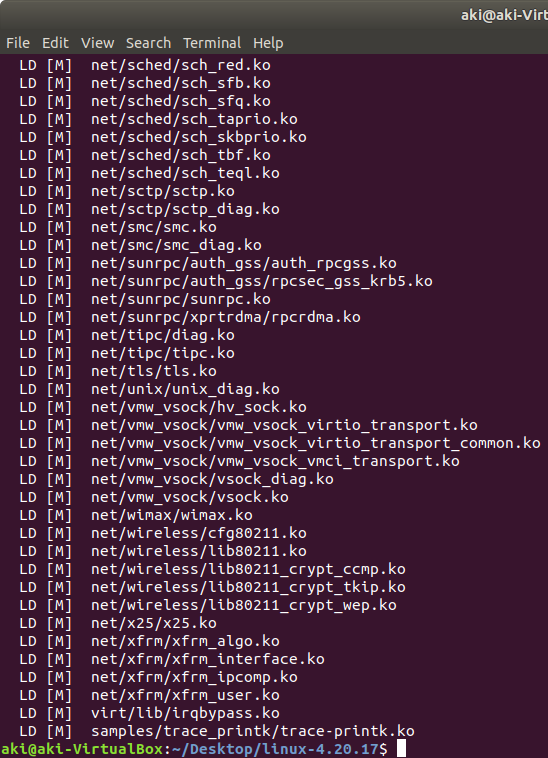 aki@aki-Virt
File Edit View Search Terminal Help
LD [M] net/sched/sch_red.ko
LD [M] net/sched/sch_sfb.ko
LD [M] net/sched/sch_sfq.ko
LD [M] net/sched/sch_taprio.ko
LD [M] net/sched/sch_skbprio.ko
LD [M] net/sched/sch_tbf.ko
LD [M] net/sched/sch_teql.ko
LD [M] net/sctp/sctp.ko
LD [M] net/sctp/sctp_diag.ko
LD [M] net/smc/smc.ko
LD [M] net/smc/smc_diag.ko
LD [M] net/sunrpc/auth_gss/auth_rpcgss.ko
LD [M] net/sunrpc/auth_gss/rpcsec_gss_krb5.ko
LD [M] net/sunrpc/sunrpc.ko
LD [M] net/sunrpc/xprtrdma/rpcrdma.ko
LD [M] net/tipc/diag.ko
LD [M] net/tipc/tipc.ko
LD [M] net/tls/tls.ko
LD [M] net/unix/unix_diag.ko
LD [M] net/vmw_vsock/hv_sock.ko
LD [M] net/vmw_vsock/vmw_vsock_virtio_transport.ko
LD [M] net/vmw_vsock/vmw_vsock_virtio_transport_common.ko
LD [M] net/vmw_vsock/vmw_vsock_vmci_transport.ko
LD [M] net/vmw_vsock/vsock_diag.ko
LD [M] net/vmw_vsock/vsock.ko
LD [M] net/wimax/wimax.ko
LD [M] net/wireless/cfg80211.ko
LD [M] net/wireless/lib80211.ko
LD [M] net/wireless/lib80211_crypt_ccmp.ko
LD [M] net/wireless/lib80211_crypt_tkip.ko
LD [M] net/wireless/lib80211_crypt_wep.ko
LD [M] net/x25/x25.ko
LD [M] net/xfrm/xfrm_algo.ko
LD [M] net/xfrm/xfrm_interface.ko
LD [M] net/xfrm/xfrm_ipcomp.ko
LD [M] net/xfrm/xfrm_user.ko
LD [M] virt/lib/irqbypass.ko
LD [M] samples/trace_printk/trace-printk.ko
aki@aki-VirtualBox:~/Desktop/linux-4.20.17$